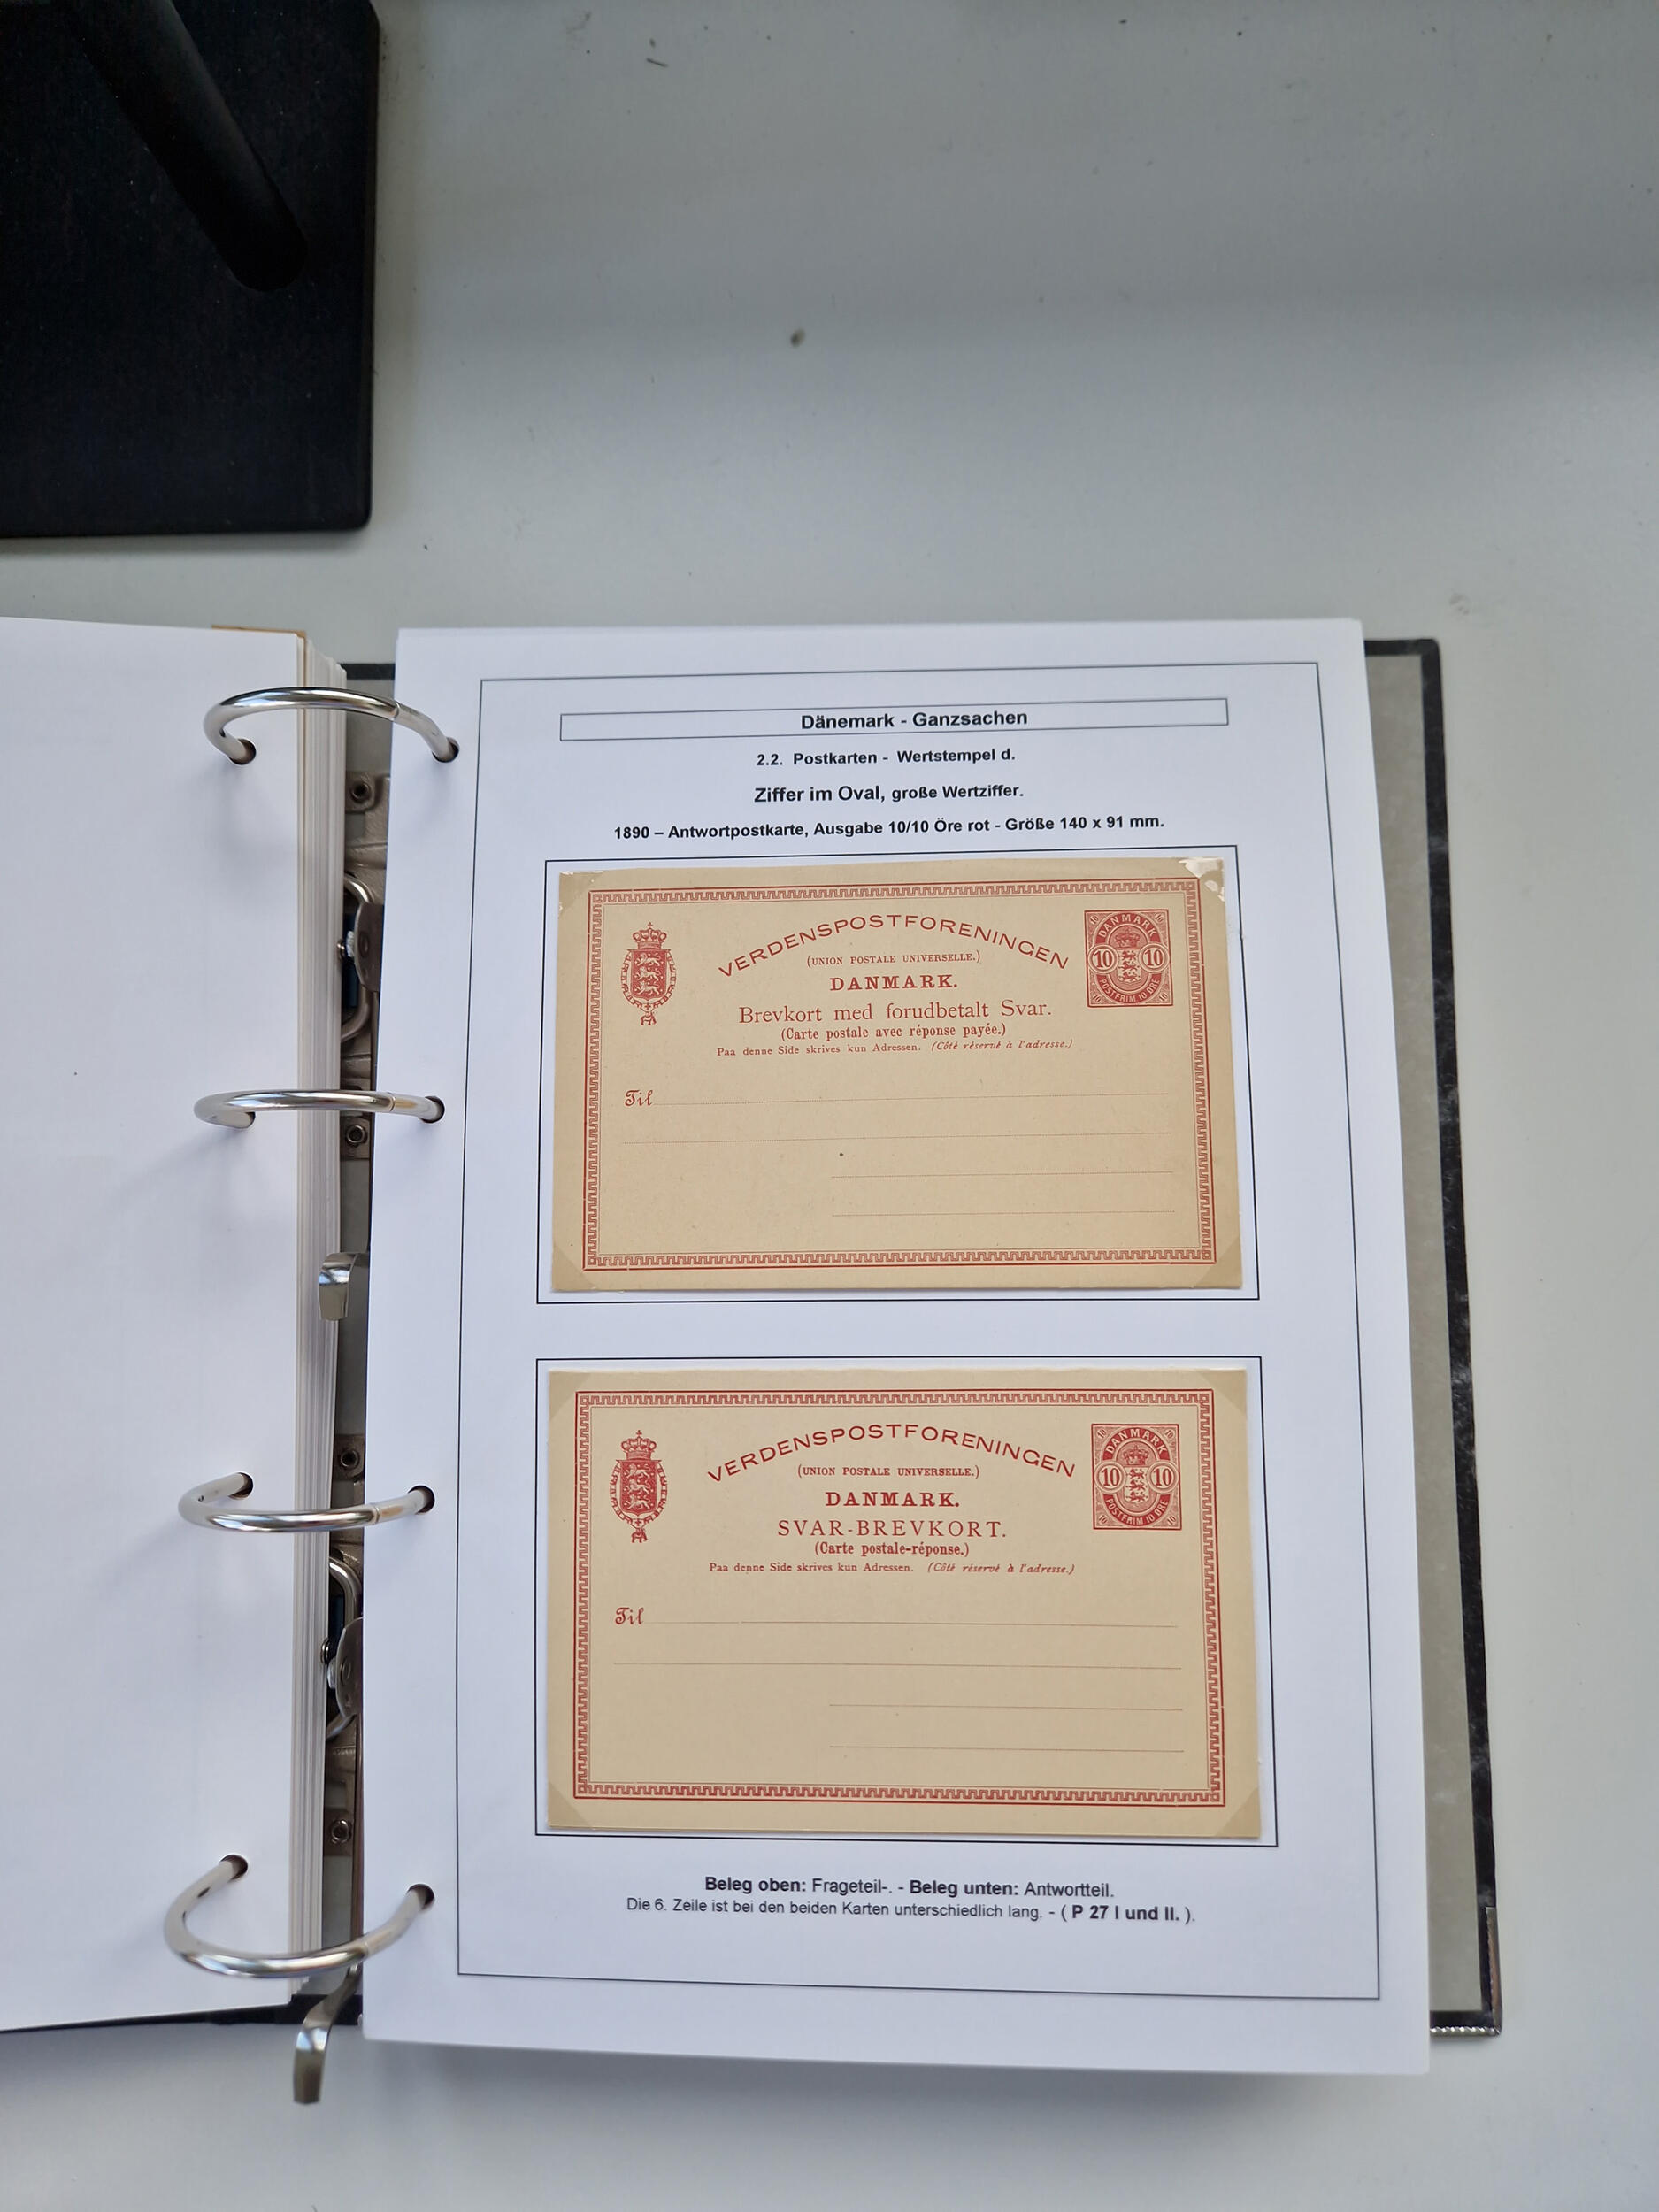 Dänemark - Ganzsachen
2.2. Postkarten - Wertstempel d.
Ziffer im Oval, große Wertziffer.
1890 – Antwortpostkarte, Ausgabe 10/10 Öre rot - Größe 140 x 91 mm.
VERDENSPOSTFORENINGEN
(UNION POSTALE UNIVERSELLE.)
DANMARK.
Brevkort med forudbetalt Svar.
(Carte postale avec réponse payée.)
Paa denne Side skrives kun Adressen. (Côté réservé à l'adresse.)
Til
DANMARK
10 10
POSTFRIM 10 ØRE
VERDENSPOSTFORENINGEN
(UNION POSTALE UNIVERSELLE.)
DANMARK.
SVAR-BREVKORT.
(Carte postale-réponse.)
Paa denne Side skrives kun Adressen. (Côté réservé à l'adresse.)
Til
DANMARK
10 10
POSTFRIM 10 ØRE
Beleg oben: Frageteil-. - Beleg unten: Antwortteil.
Die 6. Zeile ist bei den beiden Karten unterschiedlich lang. - ( P 27 I und II. ).